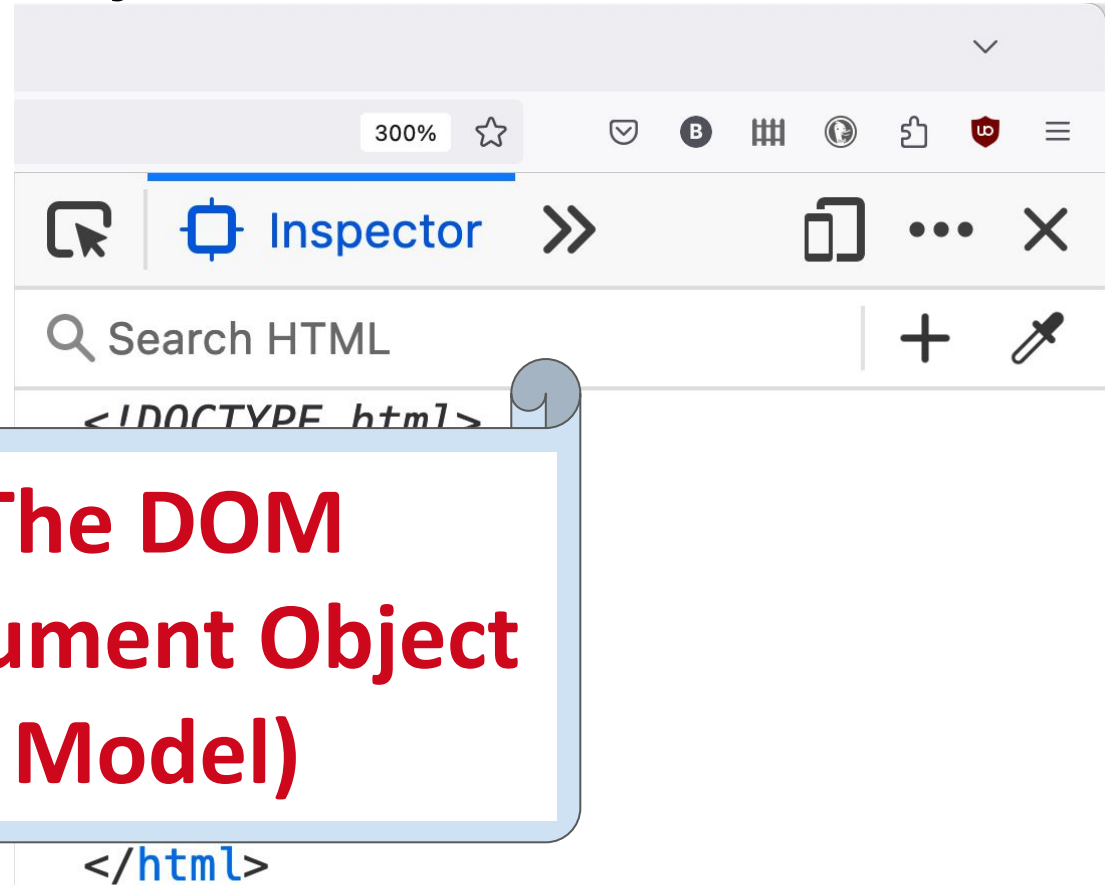 300%
B
Inspector
Search HTML
<!DOCTYPE html>
The DOM
ument Object
Model)
</html>